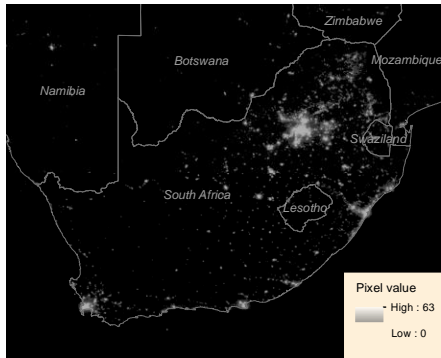 Zimbabwe
Mozambique
Botswana
Namibia
Swaziland
South Africa
Lesotho
Pixel value
High : 63
Low : 0